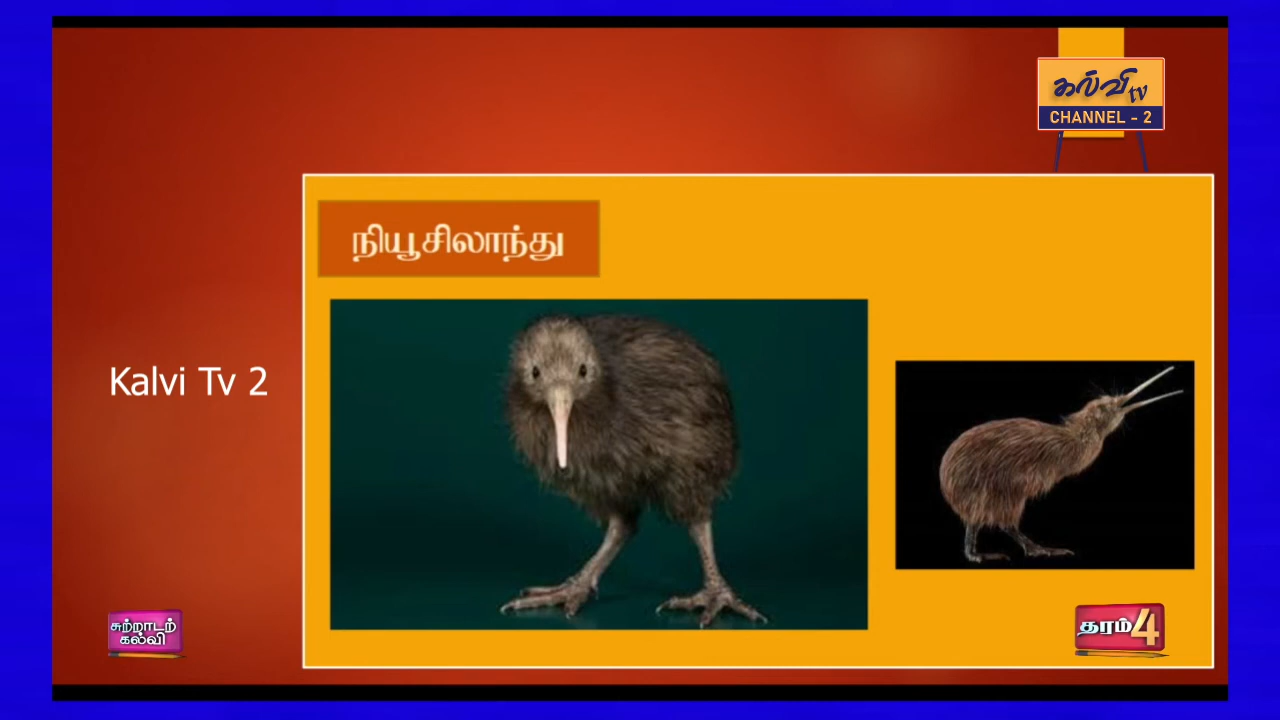 கல்வி tv
CHANNEL - 2
நியூசிலாந்து
Kalvi Tv 2
சுற்றாடற்
கல்வி
தரம் 4